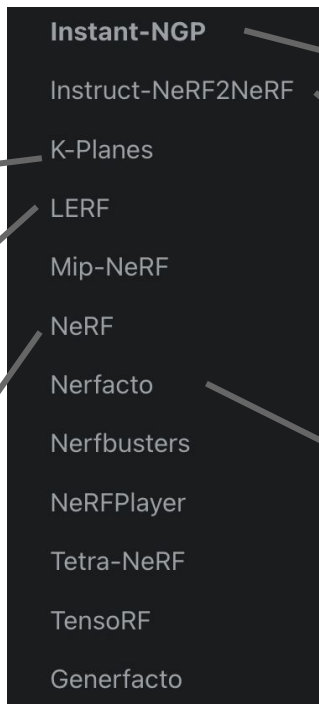 Instant-NGP
Instruct-NeRF2NeRF
K-Planes
LERF
Mip-NeRF
NeRF
Nerfacto
Nerfbusters
NeRFPlayer
Tetra-NeRF
TensoRF
Generfacto